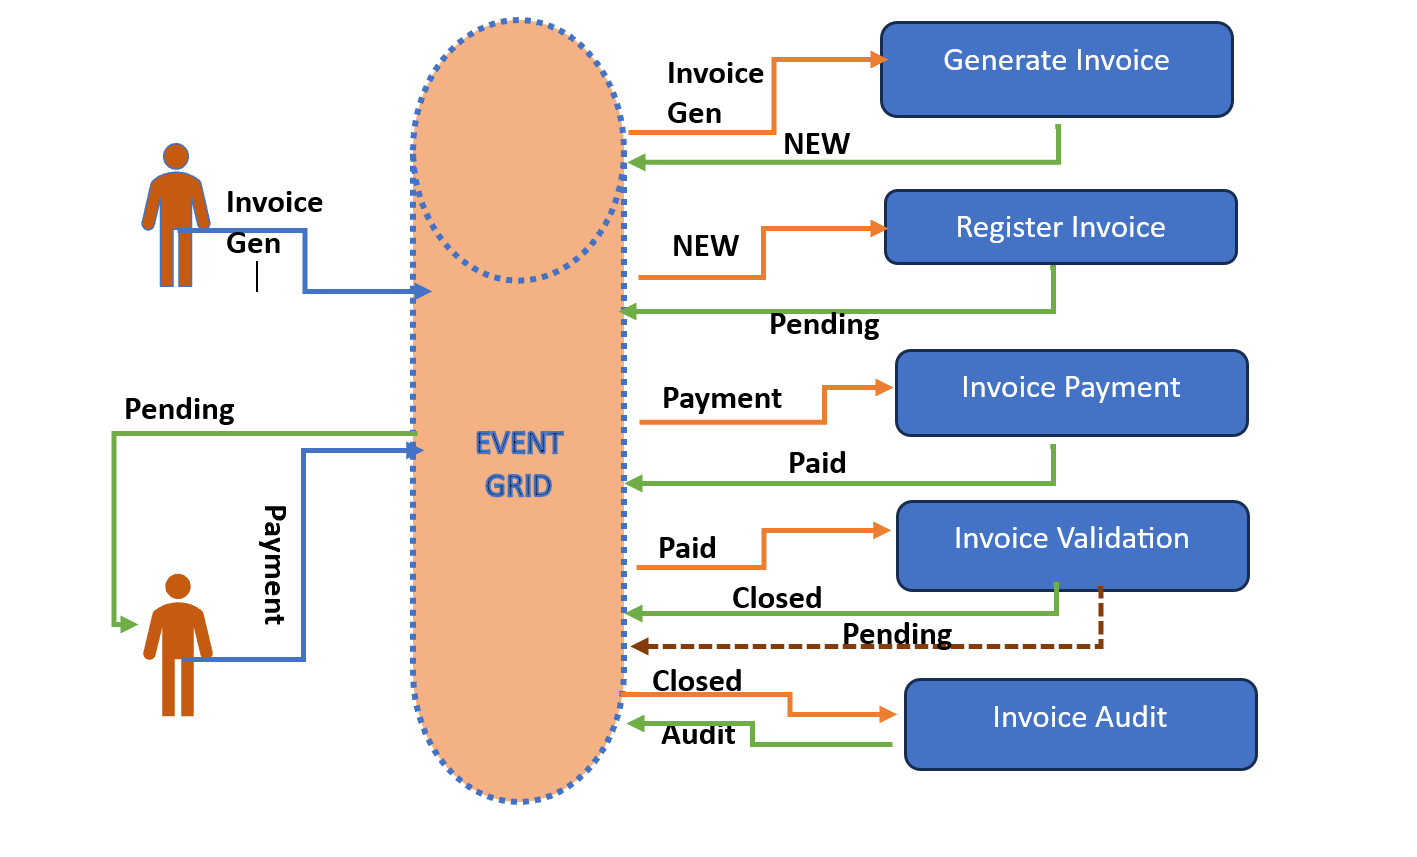 Generate Invoice
Invoice
Gen
NEW
Invoice
Gen
Register Invoice
NEW
Pending
Invoice Payment
Payment
Pending
EVENT
GRID
Paid
Payment
Invoice Validation
Paid
Closed
Pending
Closed
Invoice Audit
Audit